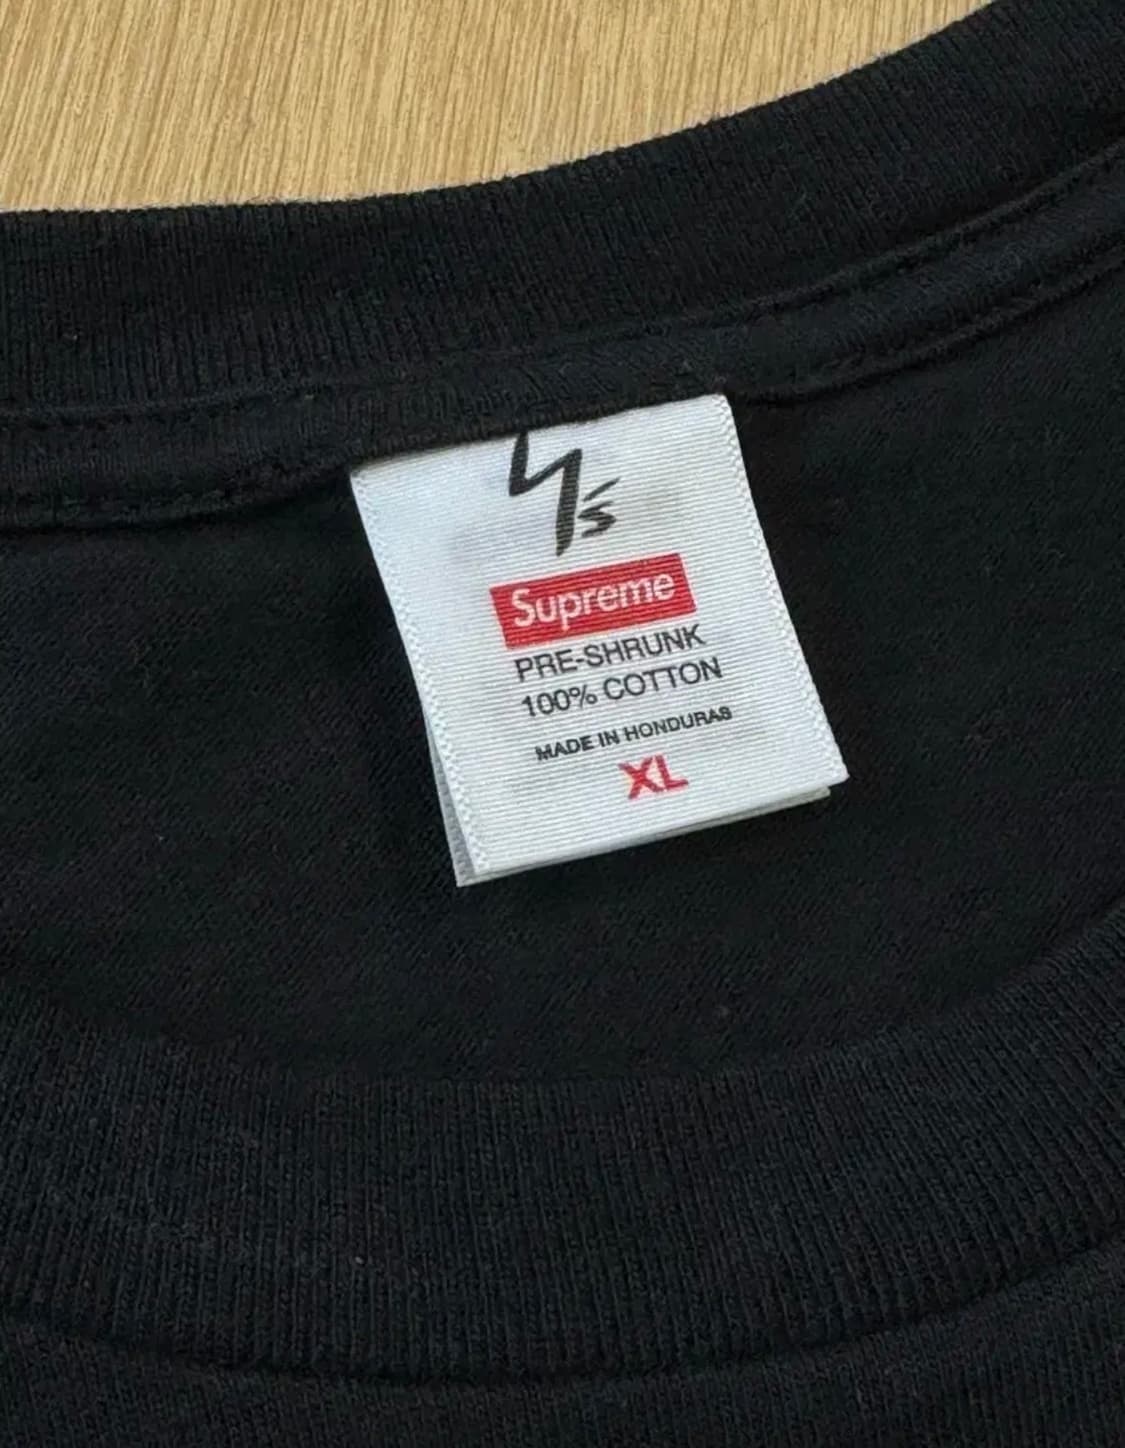 Y's
Supreme
PRE-SHRUNK
100% COTTON
MADE IN HONDURAS
XL